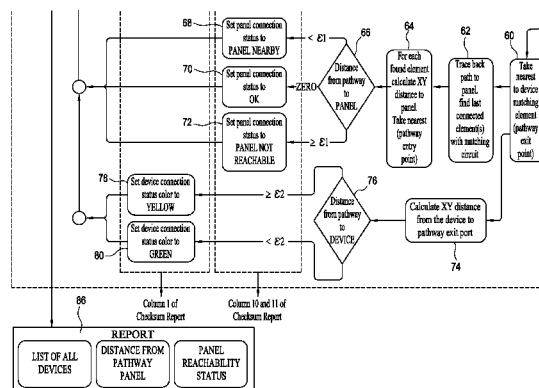 68
Set panel connection
status to
PANEL NEARBY
70
Set panel connection
status to
OK
72
Set panel connection
status to
PANEL NOT
REACHABLE
< ε1
ZERO
≥ ε1
66
Distance
from pathway
to
PANEL
64
For each
found element
calculate XY
distance to
panel.
Take nearest
(pathway
entry
point)
62
Trace back
path to
panel,
find last
connected
element(s)
with matching
circuit
60
Take
nearest
to device
matching
element
(pathway
exit
point)
78
Set device connection
status color to
YELLOW
80
Set device connection
status color to
GREEN
≥ ε2
< ε2
76
Distance
from pathway
to
DEVICE
Calculate XY distance
from the device to
pathway exit port
74
Column 1 of
Checksum Report
Column 10 and 11 of
Checksum Report
86
REPORT
LIST OF ALL
DEVICES
DISTANCE FROM
PATHWAY
PANEL
PANEL
REACHABILITY
STATUS